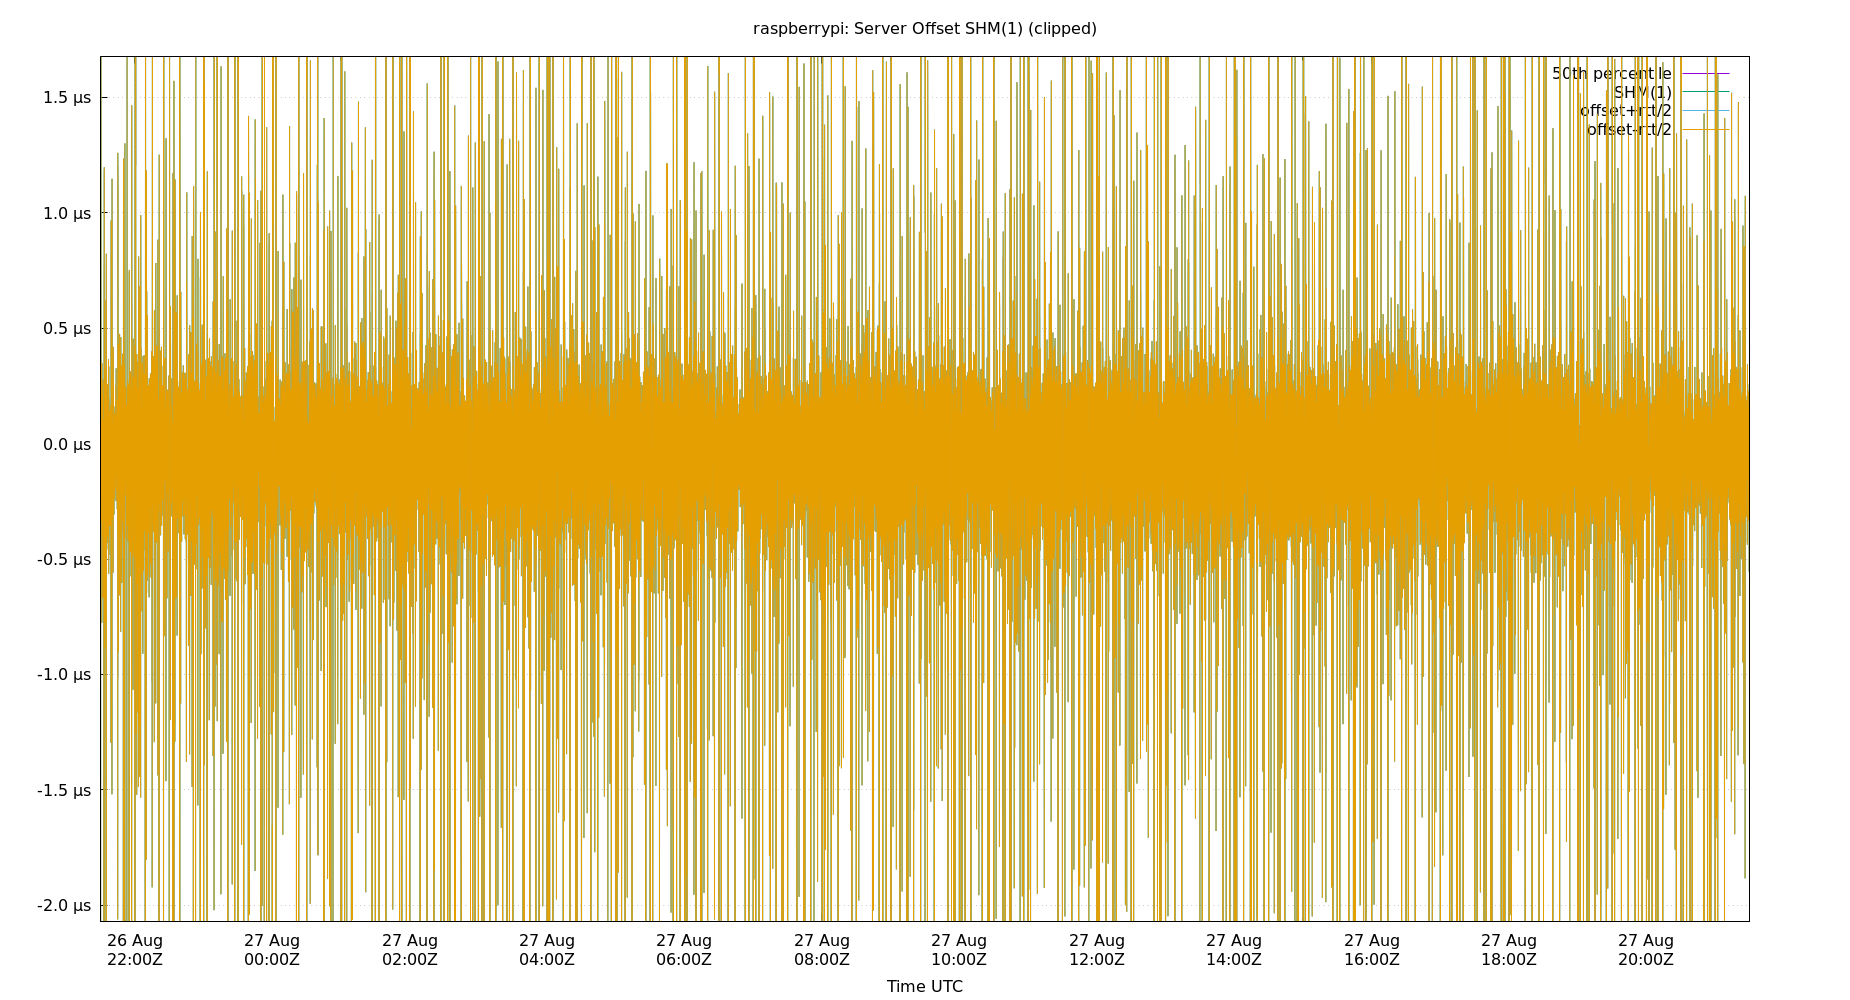 raspberrypi: Server Offset SHM(1) (clipped)
50th percentile
SHM(1)
offset+rtt/2
offset-rtt/2
1.5 µs
1.0 µs
0.5 µs
0.0 µs
-0.5 µs
-1.0 µs
-1.5 µs
-2.0 µs
26 Aug 27 Aug 27 Aug 27 Aug 27 Aug 27 Aug 27 Aug 27 Aug 27 Aug 27 Aug 27 Aug 27 Aug
22:00Z 00:00Z 02:00Z 04:00Z 06:00Z 08:00Z 10:00Z 12:00Z 14:00Z 16:00Z 18:00Z 20:00Z
Time UTC